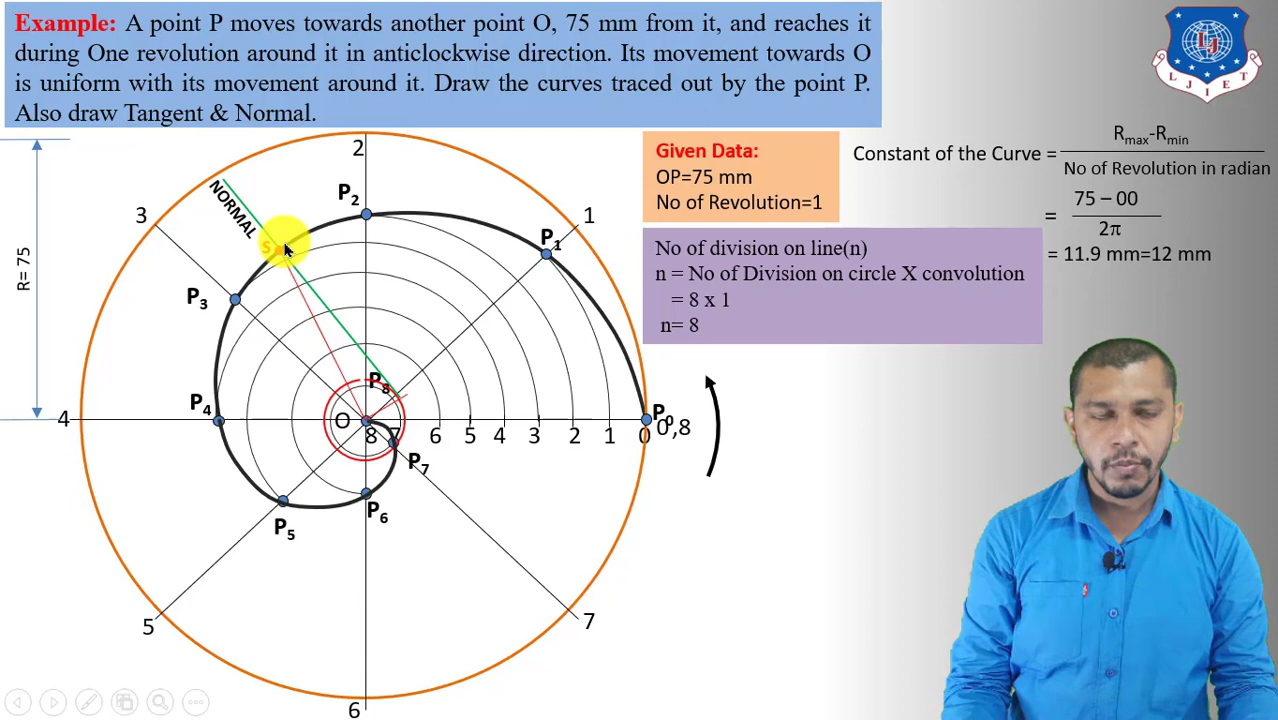 Example: A point P moves towards another point O, 75 mm from it, and reaches it
during One revolution around it in anticlockwise direction. Its movement towards O
is uniform with its movement around it. Draw the curves traced out by the point P.
Also draw Tangent & Normal.
LJ
LJIET
Given Data:
OP=75 mm
No of Revolution=1
Constant of the Curve = Rmax-Rmin
No of Revolution in radian
= 75 – 00
2π
= 11.9 mm=12 mm
No of division on line(n)
n = No of Division on circle X convolution
= 8 x 1
n= 8
R= 75
NORMAL
2
P2
3
1
S
P1
P3
P8
4
P4
O
P0
0,8
8 7 6 5 4 3 2 1 0
P7
P6
P5
5
7
6